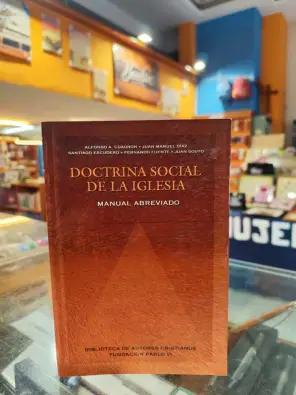 ALFONSO A. CUADRÓN • JUAN MANUEL DÍAZ
SANTIAGO ESCUDERO • FERNANDO FUENTE • JUAN SOUTO
DOCTRINA SOCIAL
DE LA IGLESIA
MANUAL ABREVIADO
BIBLIOTECA DE AUTORES CRISTIANOS
FUNDACIÓN PABLO VI